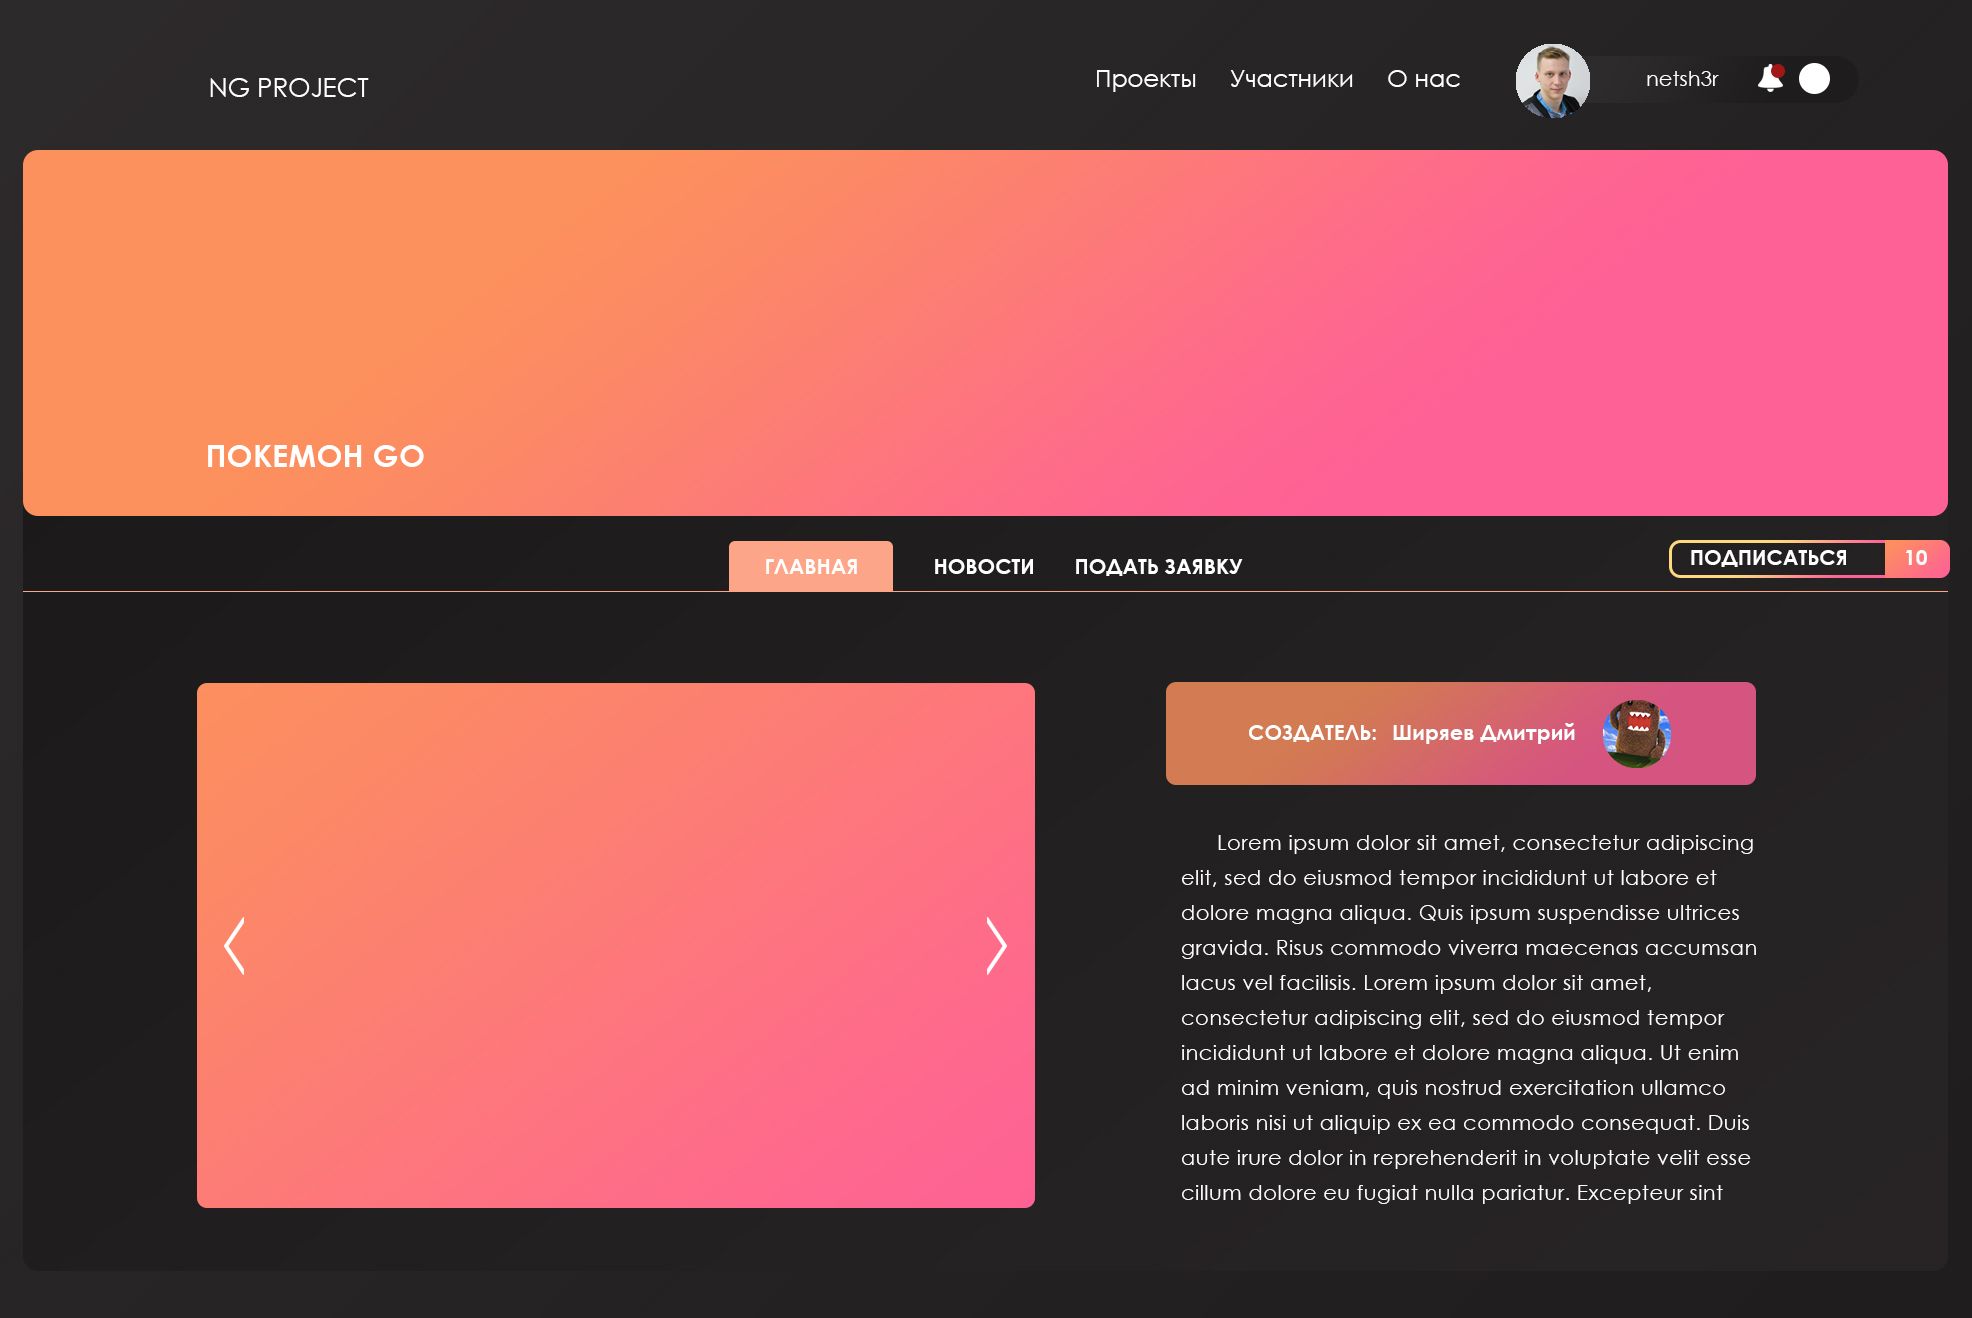 NG PROJECT
Проекты Участники О нас netsh3r
ПОКЕМОН GO
ГЛАВНАЯ НОВОСТИ ПОДАТЬ ЗАЯВКУ ПОДПИСАТЬСЯ 10
СОЗДАТЕЛЬ: Ширяев Дмитрий
Lorem ipsum dolor sit amet, consectetur adipiscing
elit, sed do eiusmod tempor incididunt ut labore et
dolore magna aliqua. Quis ipsum suspendisse ultrices
gravida. Risus commodo viverra maecenas accumsan
lacus vel facilisis. Lorem ipsum dolor sit amet,
consectetur adipiscing elit, sed do eiusmod tempor
incididunt ut labore et dolore magna aliqua. Ut enim
ad minim veniam, quis nostrud exercitation ullamco
laboris nisi ut aliquip ex ea commodo consequat. Duis
aute irure dolor in reprehenderit in voluptate velit esse
cillum dolore eu fugiat nulla pariatur. Excepteur sint